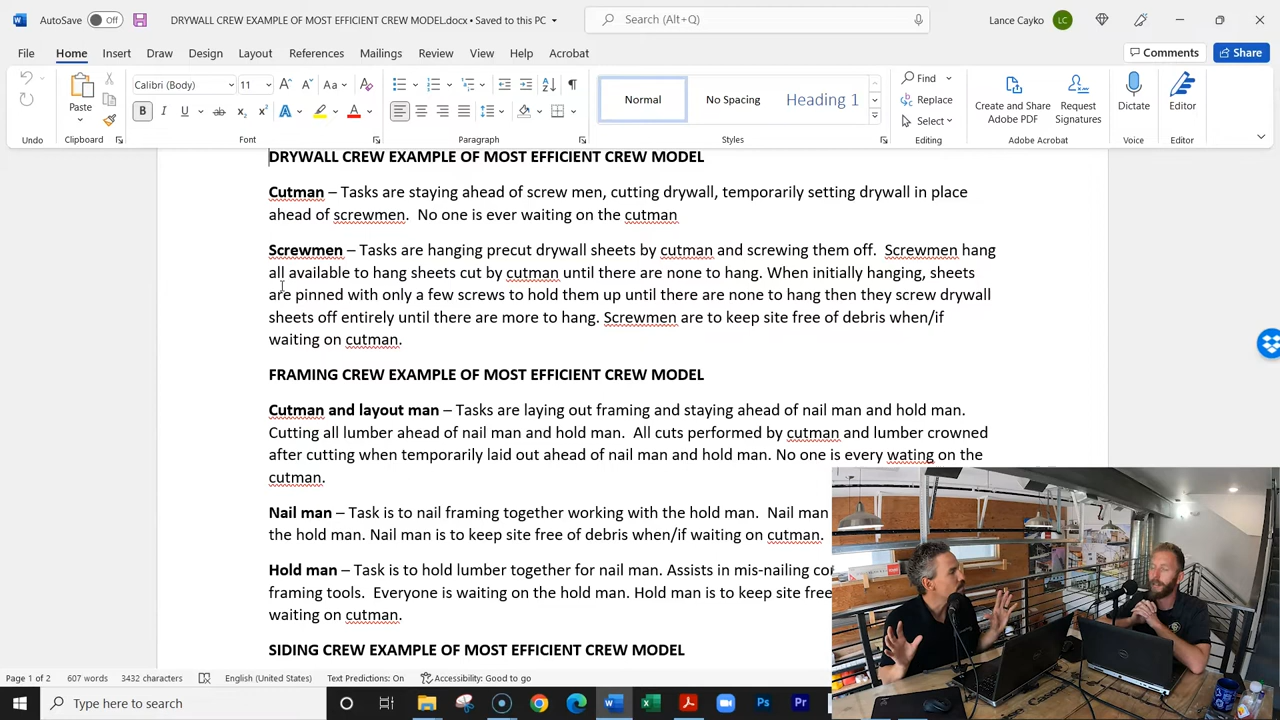 AutoSave Off DRYWALL CREW EXAMPLE OF MOST EFFICIENT CREW MODEL.docx • Saved to this PC Search (Alt+Q) Lance Cayko LC
File Home Insert Draw Design Layout References Mailings Review View Help Acrobat Comments Share
Calibri (Body) 11 Aa Normal No Spacing Heading 1 Find
Paste Replace Create and Share Adobe PDF Request Signatures Dictate Editor
B I U ab x₂ x² A A Select
Undo Clipboard Font Paragraph Styles Editing Adobe Acrobat Voice Editor
DRYWALL CREW EXAMPLE OF MOST EFFICIENT CREW MODEL
Cutman – Tasks are staying ahead of screw men, cutting drywall, temporarily setting drywall in place
ahead of screwmen. No one is ever waiting on the cutman
Screwmen – Tasks are hanging precut drywall sheets by cutman and screwing them off. Screwmen hang
all available to hang sheets cut by cutman until there are none to hang. When initially hanging, sheets
are pinned with only a few screws to hold them up until there are none to hang then they screw drywall
sheets off entirely until there are more to hang. Screwmen are to keep site free of debris when/if
waiting on cutman.
FRAMING CREW EXAMPLE OF MOST EFFICIENT CREW MODEL
Cutman and layout man – Tasks are laying out framing and staying ahead of nail man and hold man.
Cutting all lumber ahead of nail man and hold man. All cuts performed by cutman and lumber crowned
after cutting when temporarily laid out ahead of nail man and hold man. No one is every wating on the
cutman.
Nail man – Task is to nail framing together working with the hold man. Nail man
the hold man. Nail man is to keep site free of debris when/if waiting on cutman.
Hold man – Task is to hold lumber together for nail man. Assists in mis-nailing
framing tools. Everyone is waiting on the hold man. Hold man is to keep site free
waiting on cutman.
SIDING CREW EXAMPLE OF MOST EFFICIENT CREW MODEL
Page 1 of 2 607 words 3432 characters English (United States) Text Predictions: On Accessibility: Good to go
Type here to search W X Ps Pr
DELL